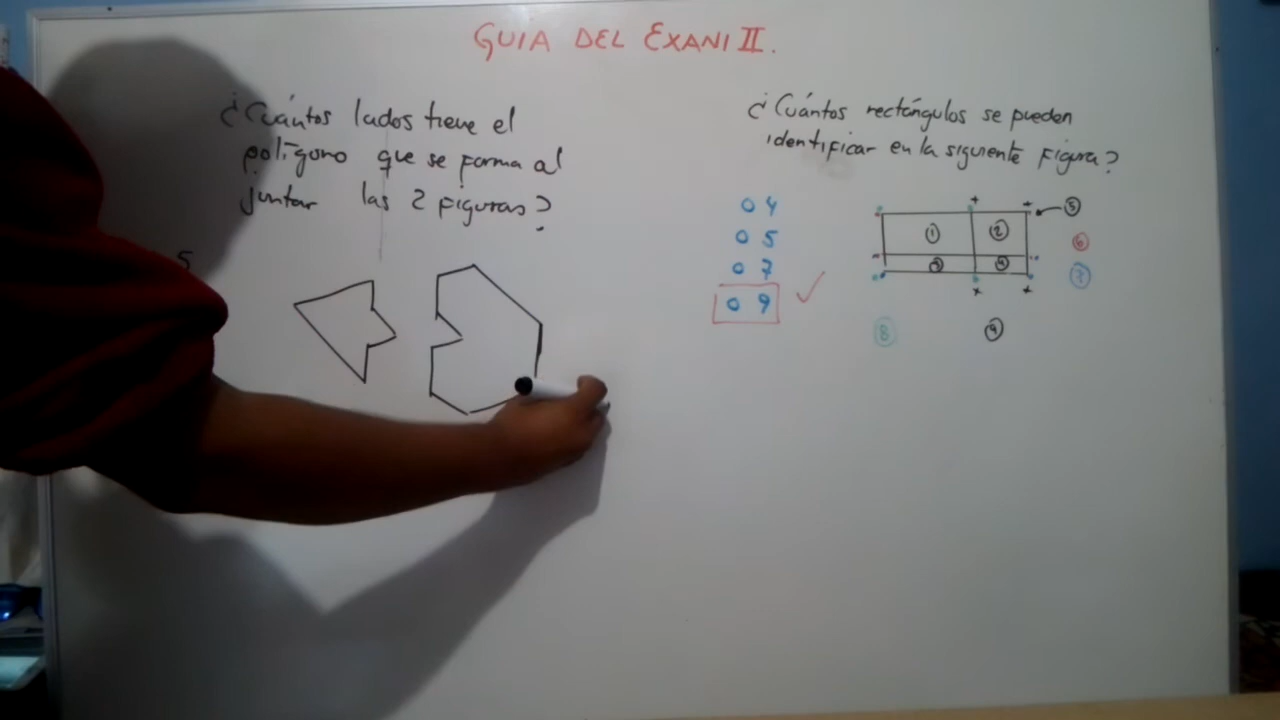 GUIA DEL EXANI II.
¿Cuántos lados tiene el
polígono que se forma al
juntar las 2 figuras?
5
¿Cuántos rectángulos se pueden
identificar en la siguiente figura?
o 4
o 5
o 7
o 9 ✓
1 2 5
3 4 6
7
8 9